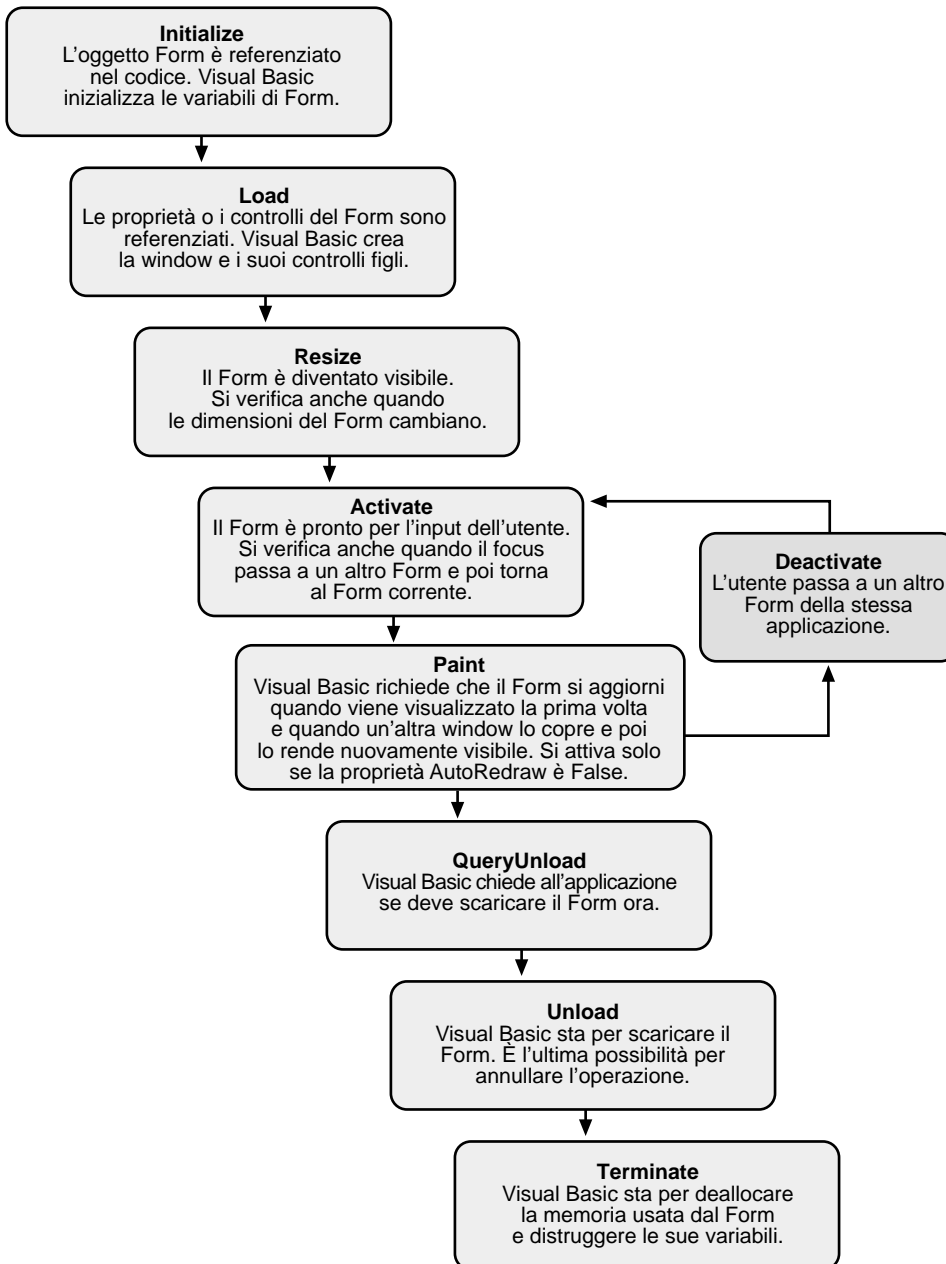 Initialize
L’oggetto Form è referenziato
nel codice. Visual Basic
inizializza le variabili di Form.
Load
Le proprietà o i controlli del Form sono
referenziati. Visual Basic crea
la window e i suoi controlli figli.
Resize
Il Form è diventato visibile.
Si verifica anche quando
le dimensioni del Form cambiano.
Activate
Il Form è pronto per l’input dell’utente.
Si verifica anche quando il focus
passa a un altro Form e poi torna
al Form corrente.
Deactivate
L’utente passa a un altro
Form della stessa
applicazione.
Paint
Visual Basic richiede che il Form si aggiorni
quando viene visualizzato la prima volta
e quando un’altra window lo copre e poi
lo rende nuovamente visibile. Si attiva solo
se la proprietà AutoRedraw è False.
QueryUnload
Visual Basic chiede all’applicazione
se deve scaricare il Form ora.
Unload
Visual Basic sta per scaricare il
Form. È l’ultima possibilità per
annullare l’operazione.
Terminate
Visual Basic sta per deallocare
la memoria usata dal Form
e distruggere le sue variabili.